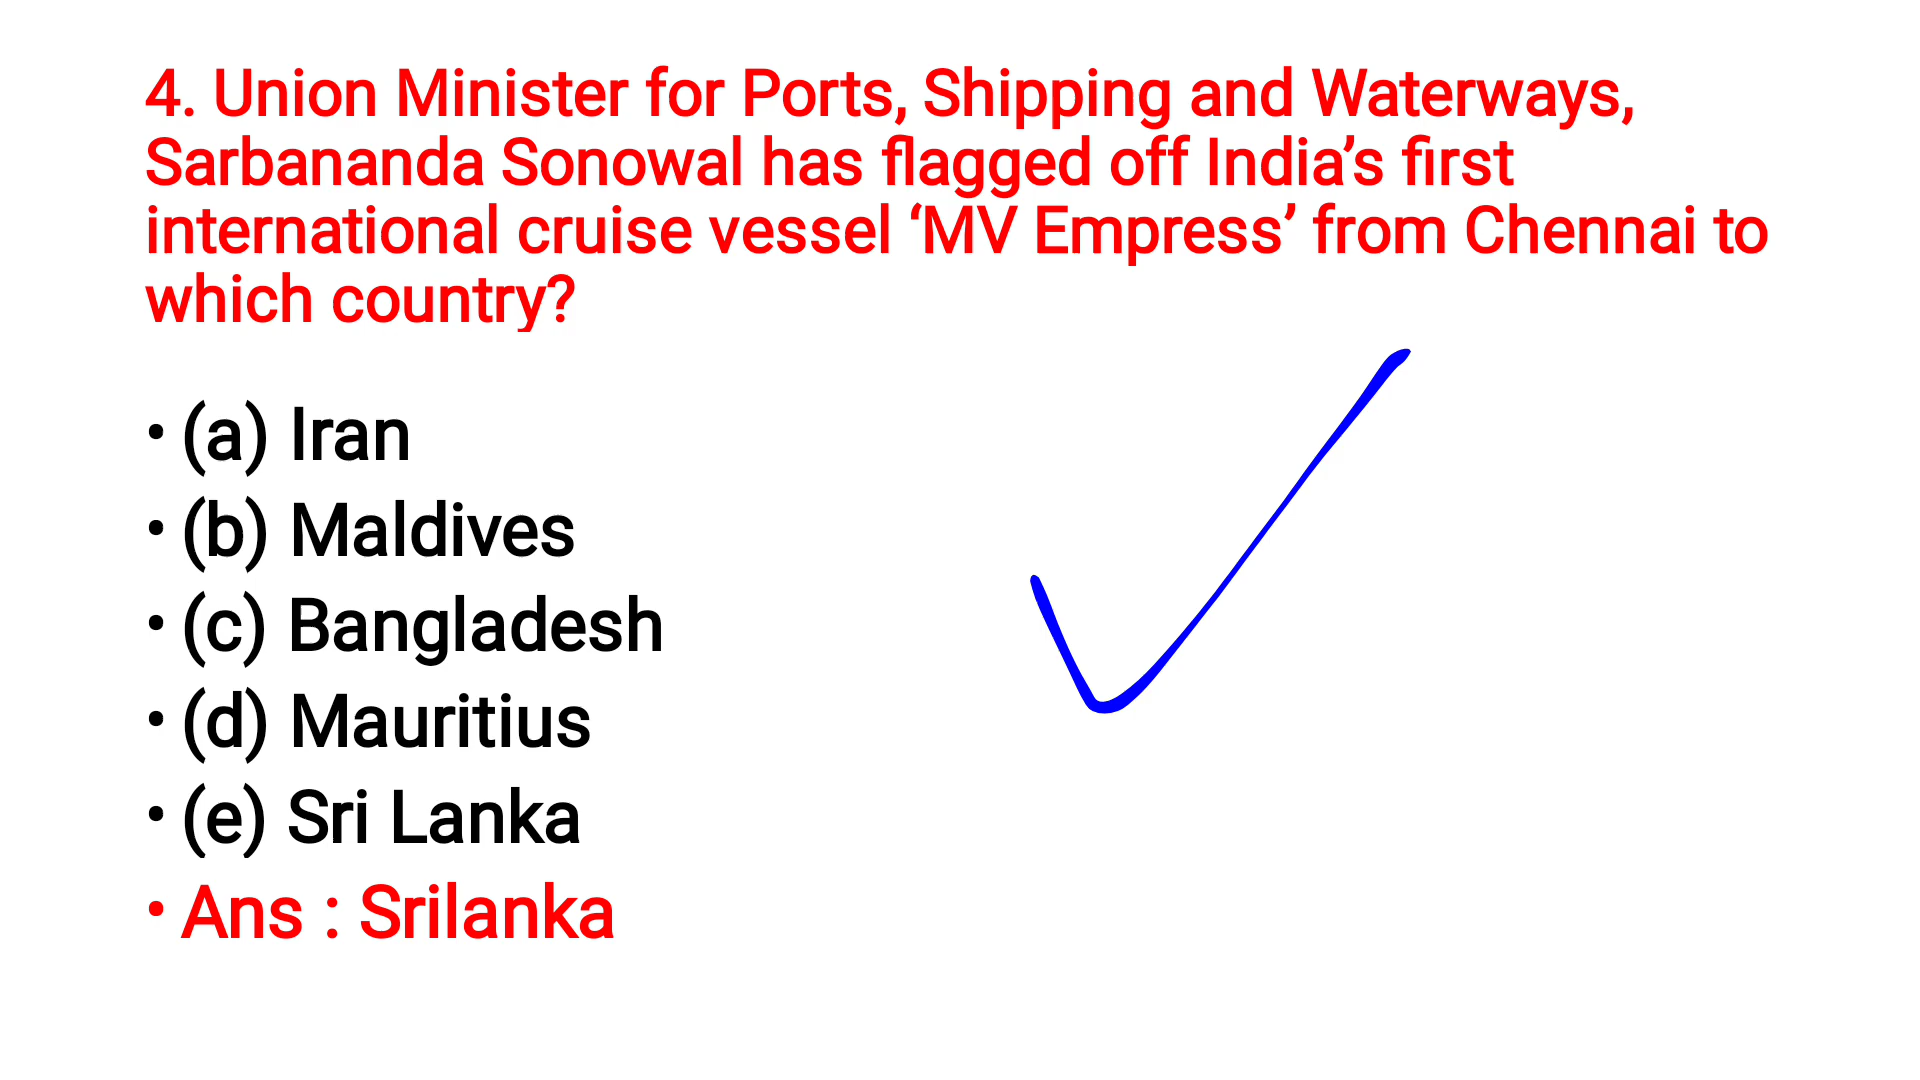 4. Union Minister for Ports, Shipping and Waterways,
Sarbananda Sonowal has flagged off India’s first
international cruise vessel ‘MV Empress’ from Chennai to
which country?
• (a) Iran
• (b) Maldives
• (c) Bangladesh
• (d) Mauritius
• (e) Sri Lanka
• Ans : Srilanka